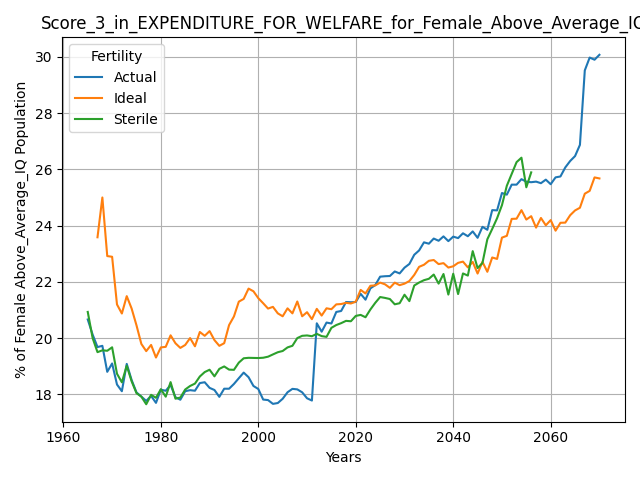 Score_3_in_EXPENDITURE_FOR_WELFARE_for_Female_Above_Average_IQ
% of Female Above_Average_IQ Population
30
28
26
24
22
20
18
Fertility
Actual
Ideal
Sterile
1960 1980 2000 2020 2040 2060
Years